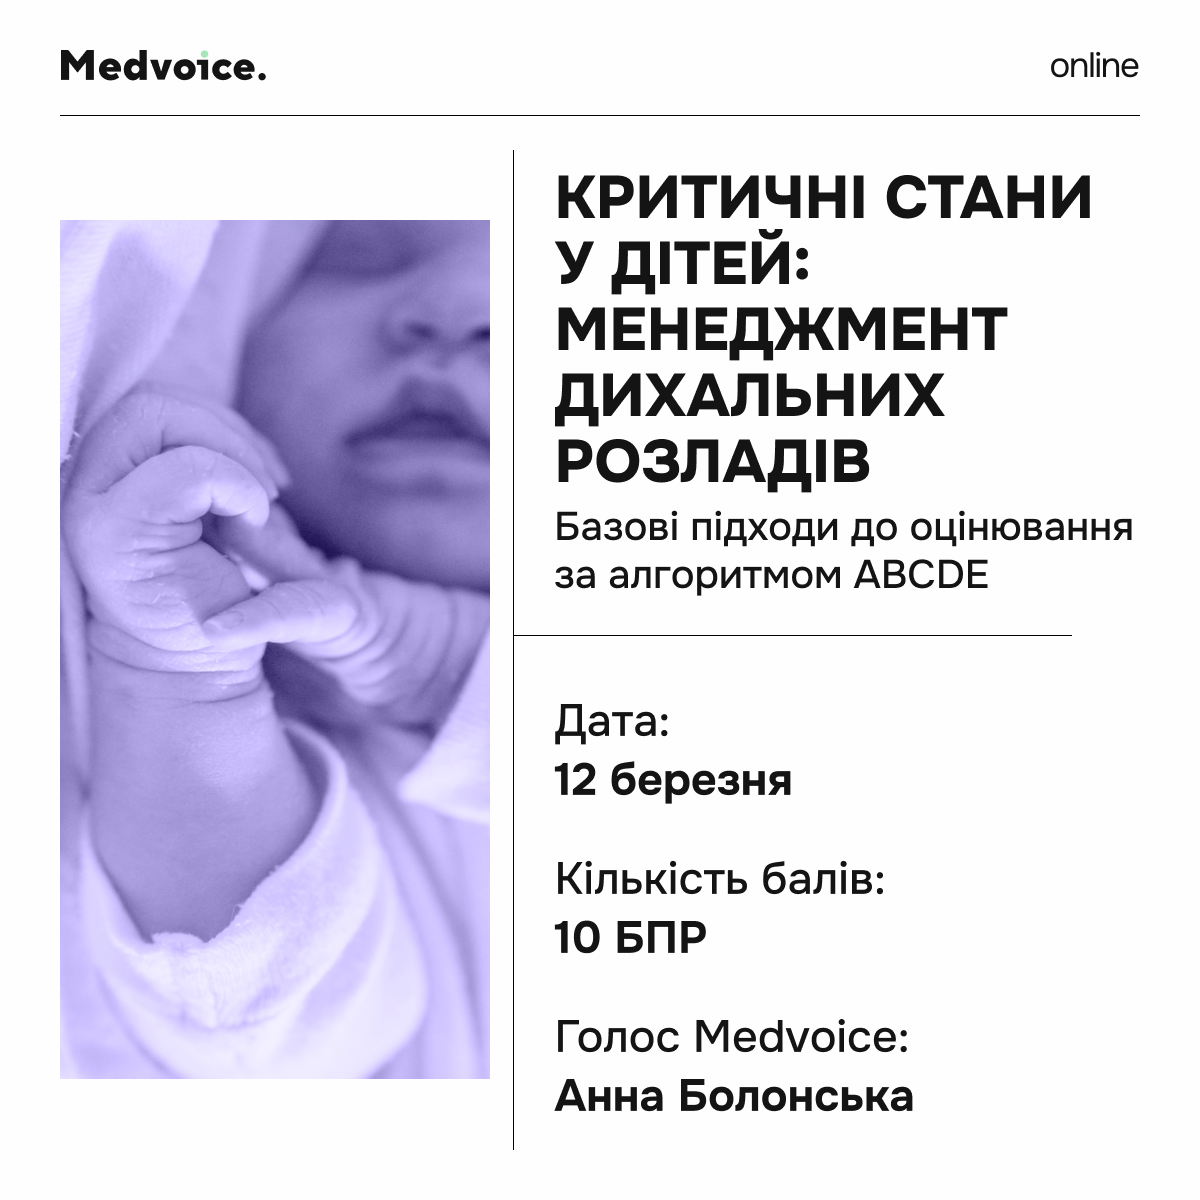 Medvoice.
online
КРИТИЧНІ СТАНИ
У ДІТЕЙ:
МЕНЕДЖМЕНТ
ДИХАЛЬНИХ
РОЗЛАДІВ
Базові підходи до оцінювання
за алгоритмом ABCDE
Дата:
12 березня
Кількість балів:
10 БПР
Голос Medvoice:
Анна Болонська